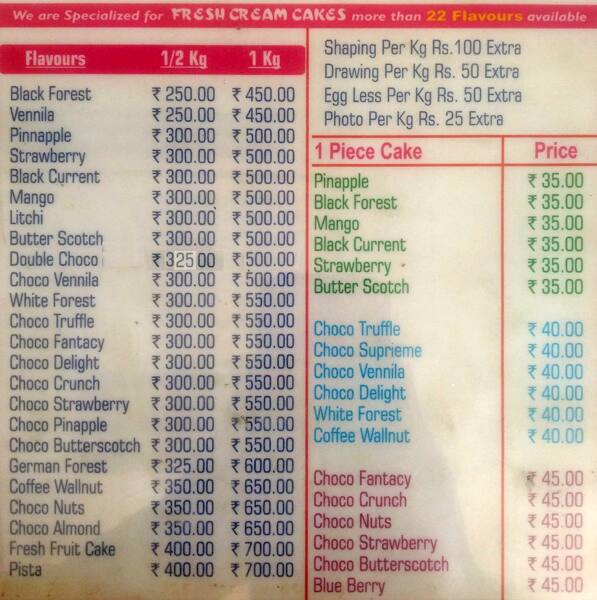 We are Specialized for FRESH CREAM CAKES more than 22 Flavours available
Flavours 1/2 Kg 1 Kg
Black Forest ₹ 250.00 ₹ 450.00
Vennila ₹ 250.00 ₹ 450.00
Pinnapple ₹ 300.00 ₹ 500.00
Strawberry ₹ 300.00 ₹ 500.00
Black Current ₹ 300.00 ₹ 500.00
Mango ₹ 300.00 ₹ 500.00
Litchi ₹ 300.00 ₹ 500.00
Butter Scotch ₹ 300.00 ₹ 500.00
Double Choco ₹ 325.00 ₹ 500.00
Choco Vennila ₹ 300.00 ₹ 500.00
White Forest ₹ 300.00 ₹ 550.00
Choco Truffle ₹ 300.00 ₹ 550.00
Choco Fantacy ₹ 300.00 ₹ 550.00
Choco Delight ₹ 300.00 ₹ 550.00
Choco Crunch ₹ 300.00 ₹ 550.00
Choco Strawberry ₹ 300.00 ₹ 550.00
Choco Pinapple ₹ 300.00 ₹ 550.00
Choco Butterscotch ₹ 300.00 ₹ 550.00
German Forest ₹ 325.00 ₹ 600.00
Coffee Wallnut ₹ 350.00 ₹ 650.00
Choco Nuts ₹ 350.00 ₹ 650.00
Choco Almond ₹ 350.00 ₹ 650.00
Fresh Fruit Cake ₹ 400.00 ₹ 700.00
Pista ₹ 400.00 ₹ 700.00
Shaping Per Kg Rs.100 Extra
Drawing Per Kg Rs. 50 Extra
Egg Less Per Kg Rs. 50 Extra
Photo Per Kg Rs. 25 Extra
1 Piece Cake Price
Pinapple ₹ 35.00
Black Forest ₹ 35.00
Mango ₹ 35.00
Black Current ₹ 35.00
Strawberry ₹ 35.00
Butter Scotch ₹ 35.00
Choco Truffle ₹ 40.00
Choco Supreme ₹ 40.00
Choco Vennila ₹ 40.00
Choco Delight ₹ 40.00
White Forest ₹ 40.00
Coffee Wallnut ₹ 40.00
Choco Fantacy ₹ 45.00
Choco Crunch ₹ 45.00
Choco Nuts ₹ 45.00
Choco Strawberry ₹ 45.00
Choco Butterscotch ₹ 45.00
Blue Berry ₹ 45.00